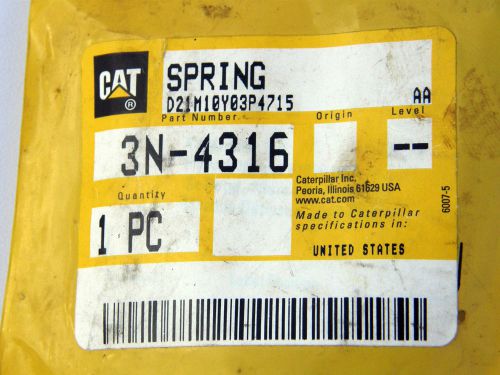 CAT
®
SPRING
D21M10Y03P4715 AA
Part Number Origin Level
3N-4316 --
Caterpillar Inc.
Peoria, Illinois 61629 USA
www.cat.com
Quantity
1 PC
Made to Caterpillar
specifications in:
UNITED STATES
6007-5